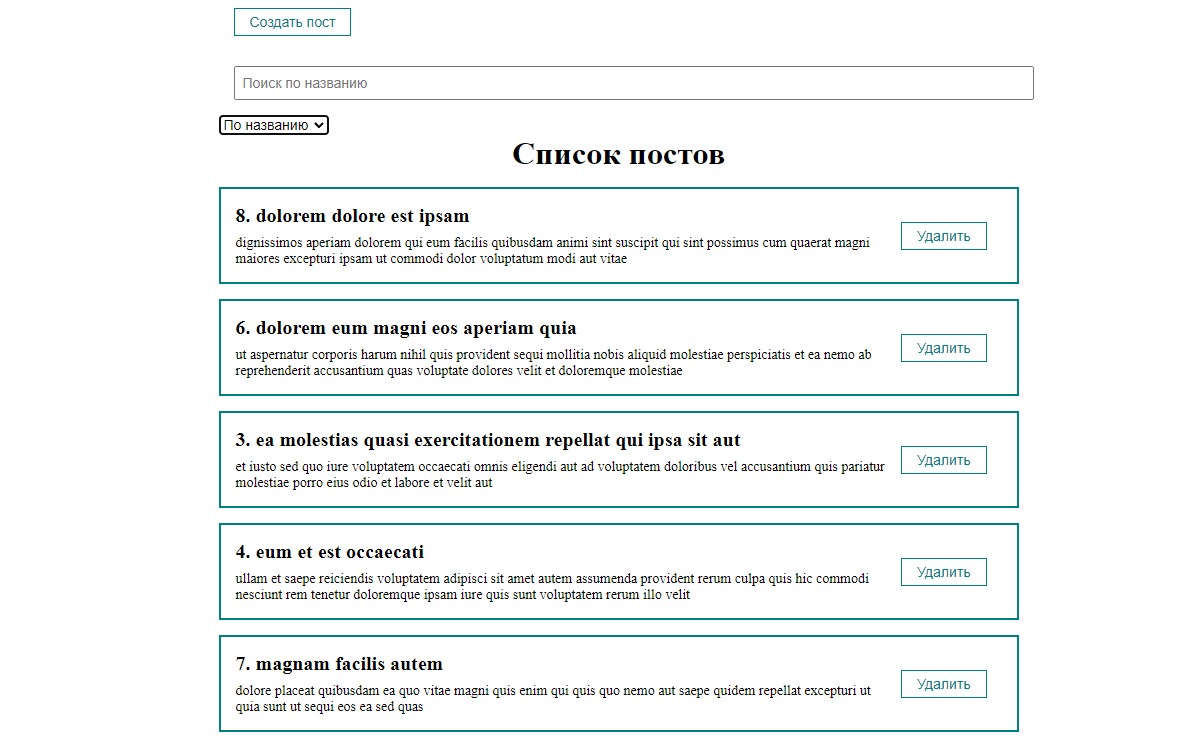 Создать пост
Поиск по названию
По названию
Список постов
8. dolorem dolore est ipsam
dignissimos aperiam dolorem qui eum facilis quibusdam animi sint suscipit qui sint possimus cum quaerat magni
maiores excepturi ipsam ut commodi dolor voluptatum modi aut vitae
Удалить
6. dolorem eum magni eos aperiam quia
ut aspernatur corporis harum nihil quis provident sequi mollitia nobis aliquid molestiae perspiciatis et ea nemo ab
reprehenderit accusantium quas voluptate dolores velit et doloremque molestiae
Удалить
3. ea molestias quasi exercitationem repellat qui ipsa sit aut
et iusto sed quo iure voluptatem occaecati omnis eligendi aut ad voluptatem doloribus vel accusantium quis pariatur
molestiae porro eius odio et labore et velit aut
Удалить
4. eum et est occaecati
ullam et saepe reiciendis voluptatem adipisci sit amet autem assumenda provident rerum culpa quis hic commodi
nesciunt rem tenetur doloremque ipsam iure quis sunt voluptatem rerum illo velit
Удалить
7. magnam facilis autem
dolore placeat quibusdam ea quo vitae magni quis enim qui quis quo nemo aut saepe quidem repellat excepturi ut
quia sunt ut sequi eos ea sed quas
Удалить